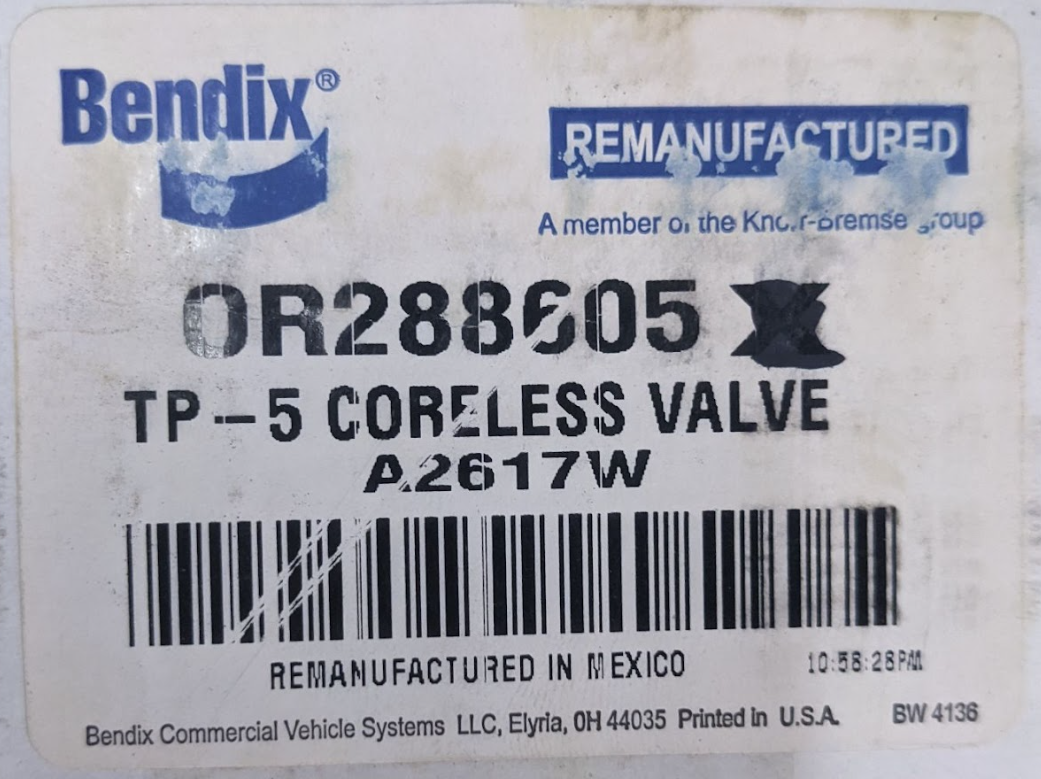 Bendix®
REMANUFACTURED
A member of the Knorr-Bremse Group
OR288605 X
TP-5 CORELESS VALVE
A2617W
REMANUFACTURED IN MEXICO
10:58:28PM
Bendix Commercial Vehicle Systems LLC, Elyria, OH 44035 Printed in U.S.A.
BW 4136